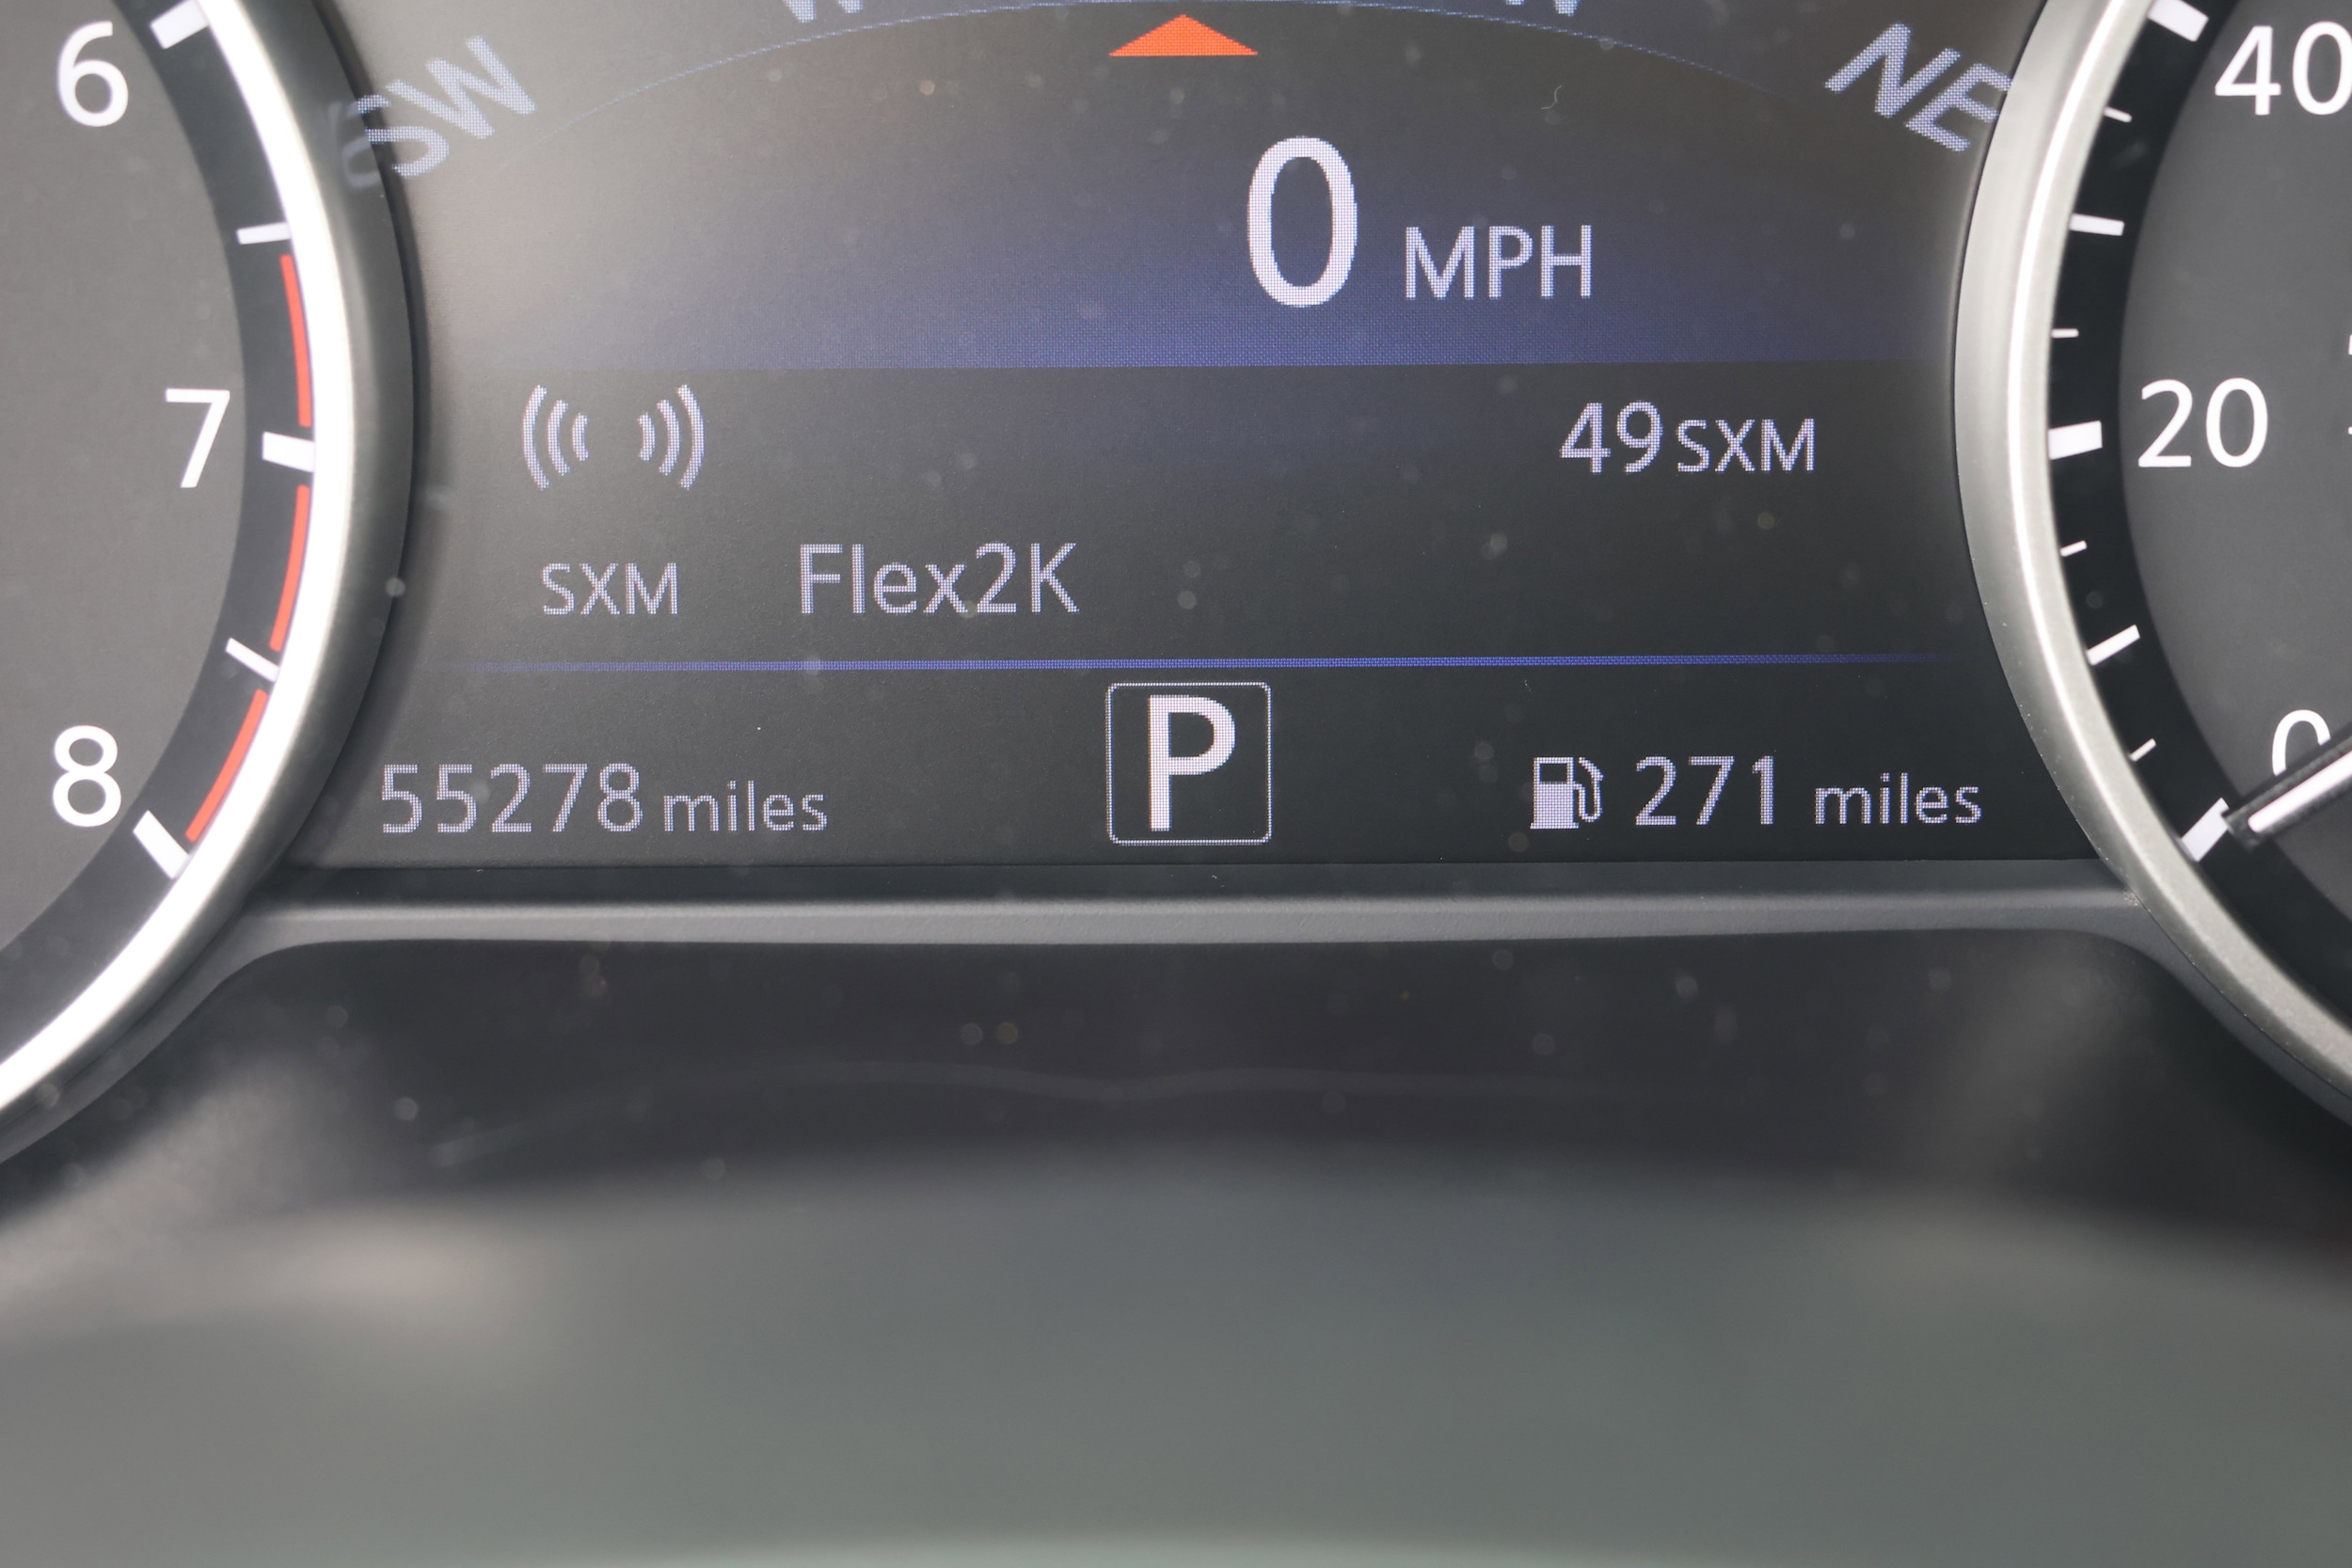 SW
NE
6
40
0 MPH
49 SXM
7
20
SXM Flex2K
8
0
55278 miles
P
271 miles